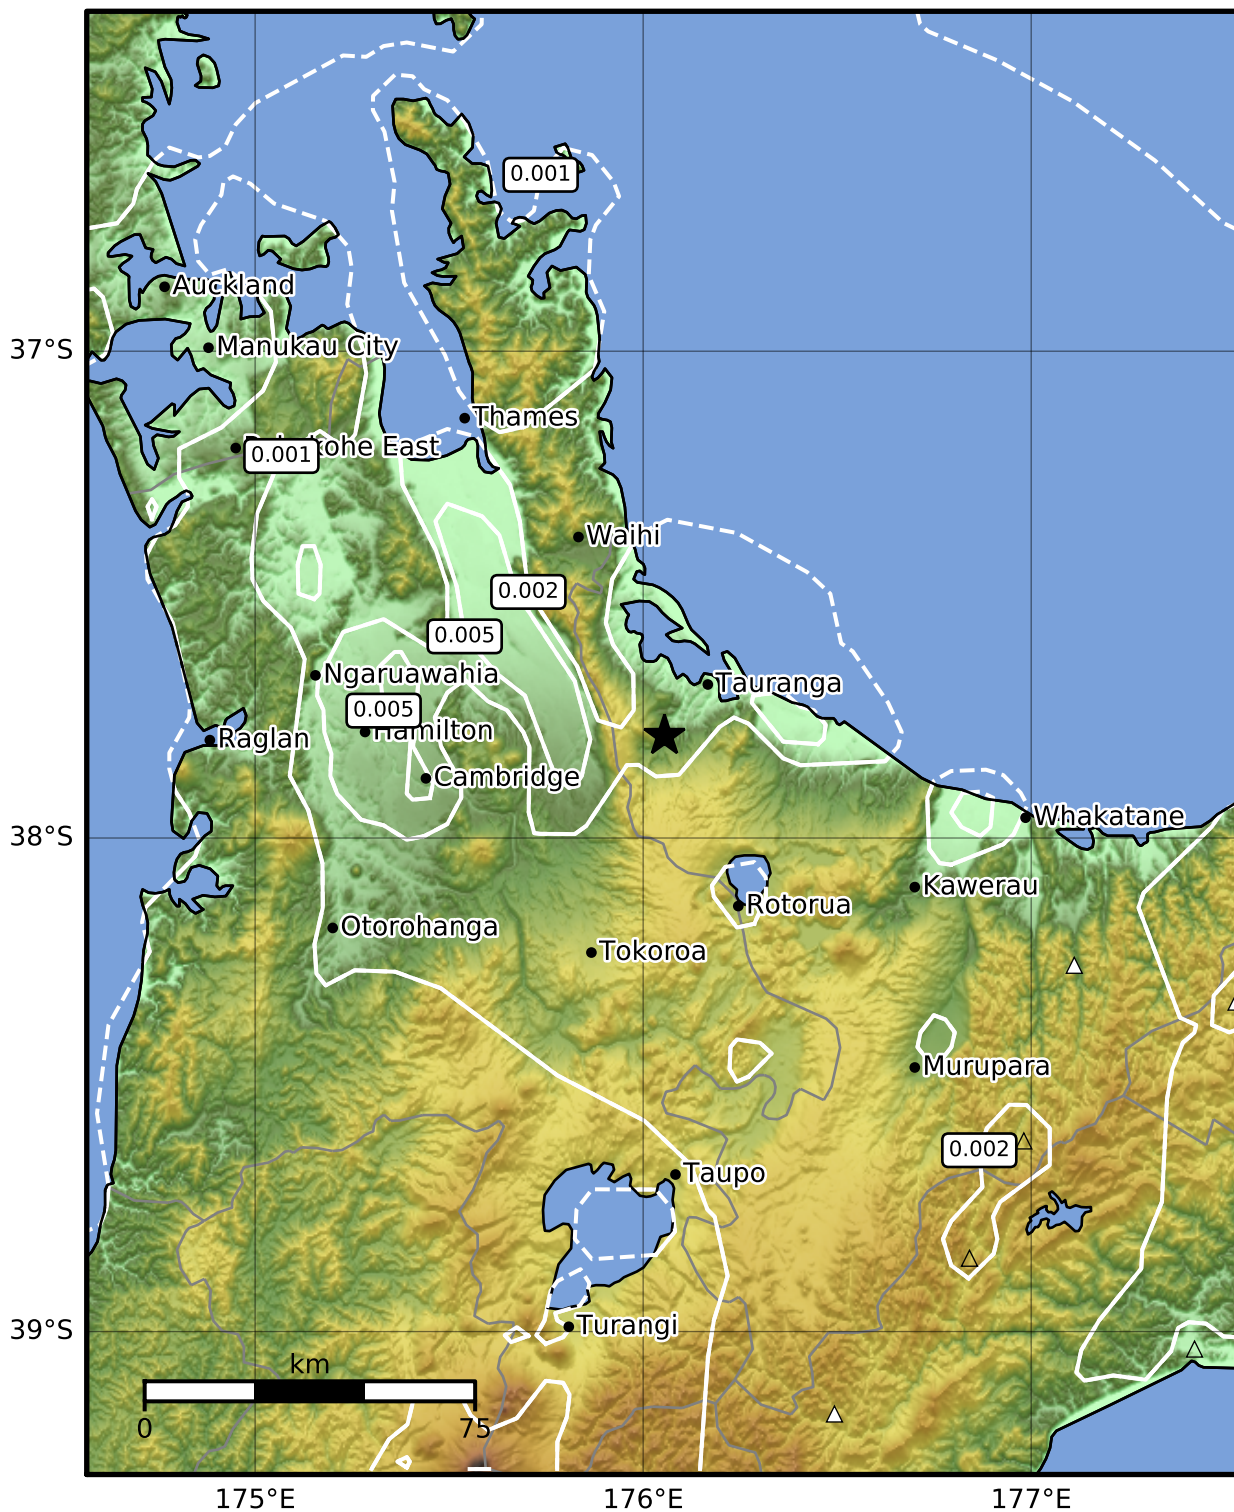 0.001
Auckland
37°S
Manukau City
Thames
0.001
kohe East
Waihi
0.002
0.005
Ngaruawahia
Tauranga
0.005
Hamilton
Raglan
Cambridge
38°S
Whakatane
Kawerau
Rotorua
Otorohanga
Tokoroa
Murupara
0.002
Taupo
39°S
Turangi
km
0
75
175°E
176°E
177°E